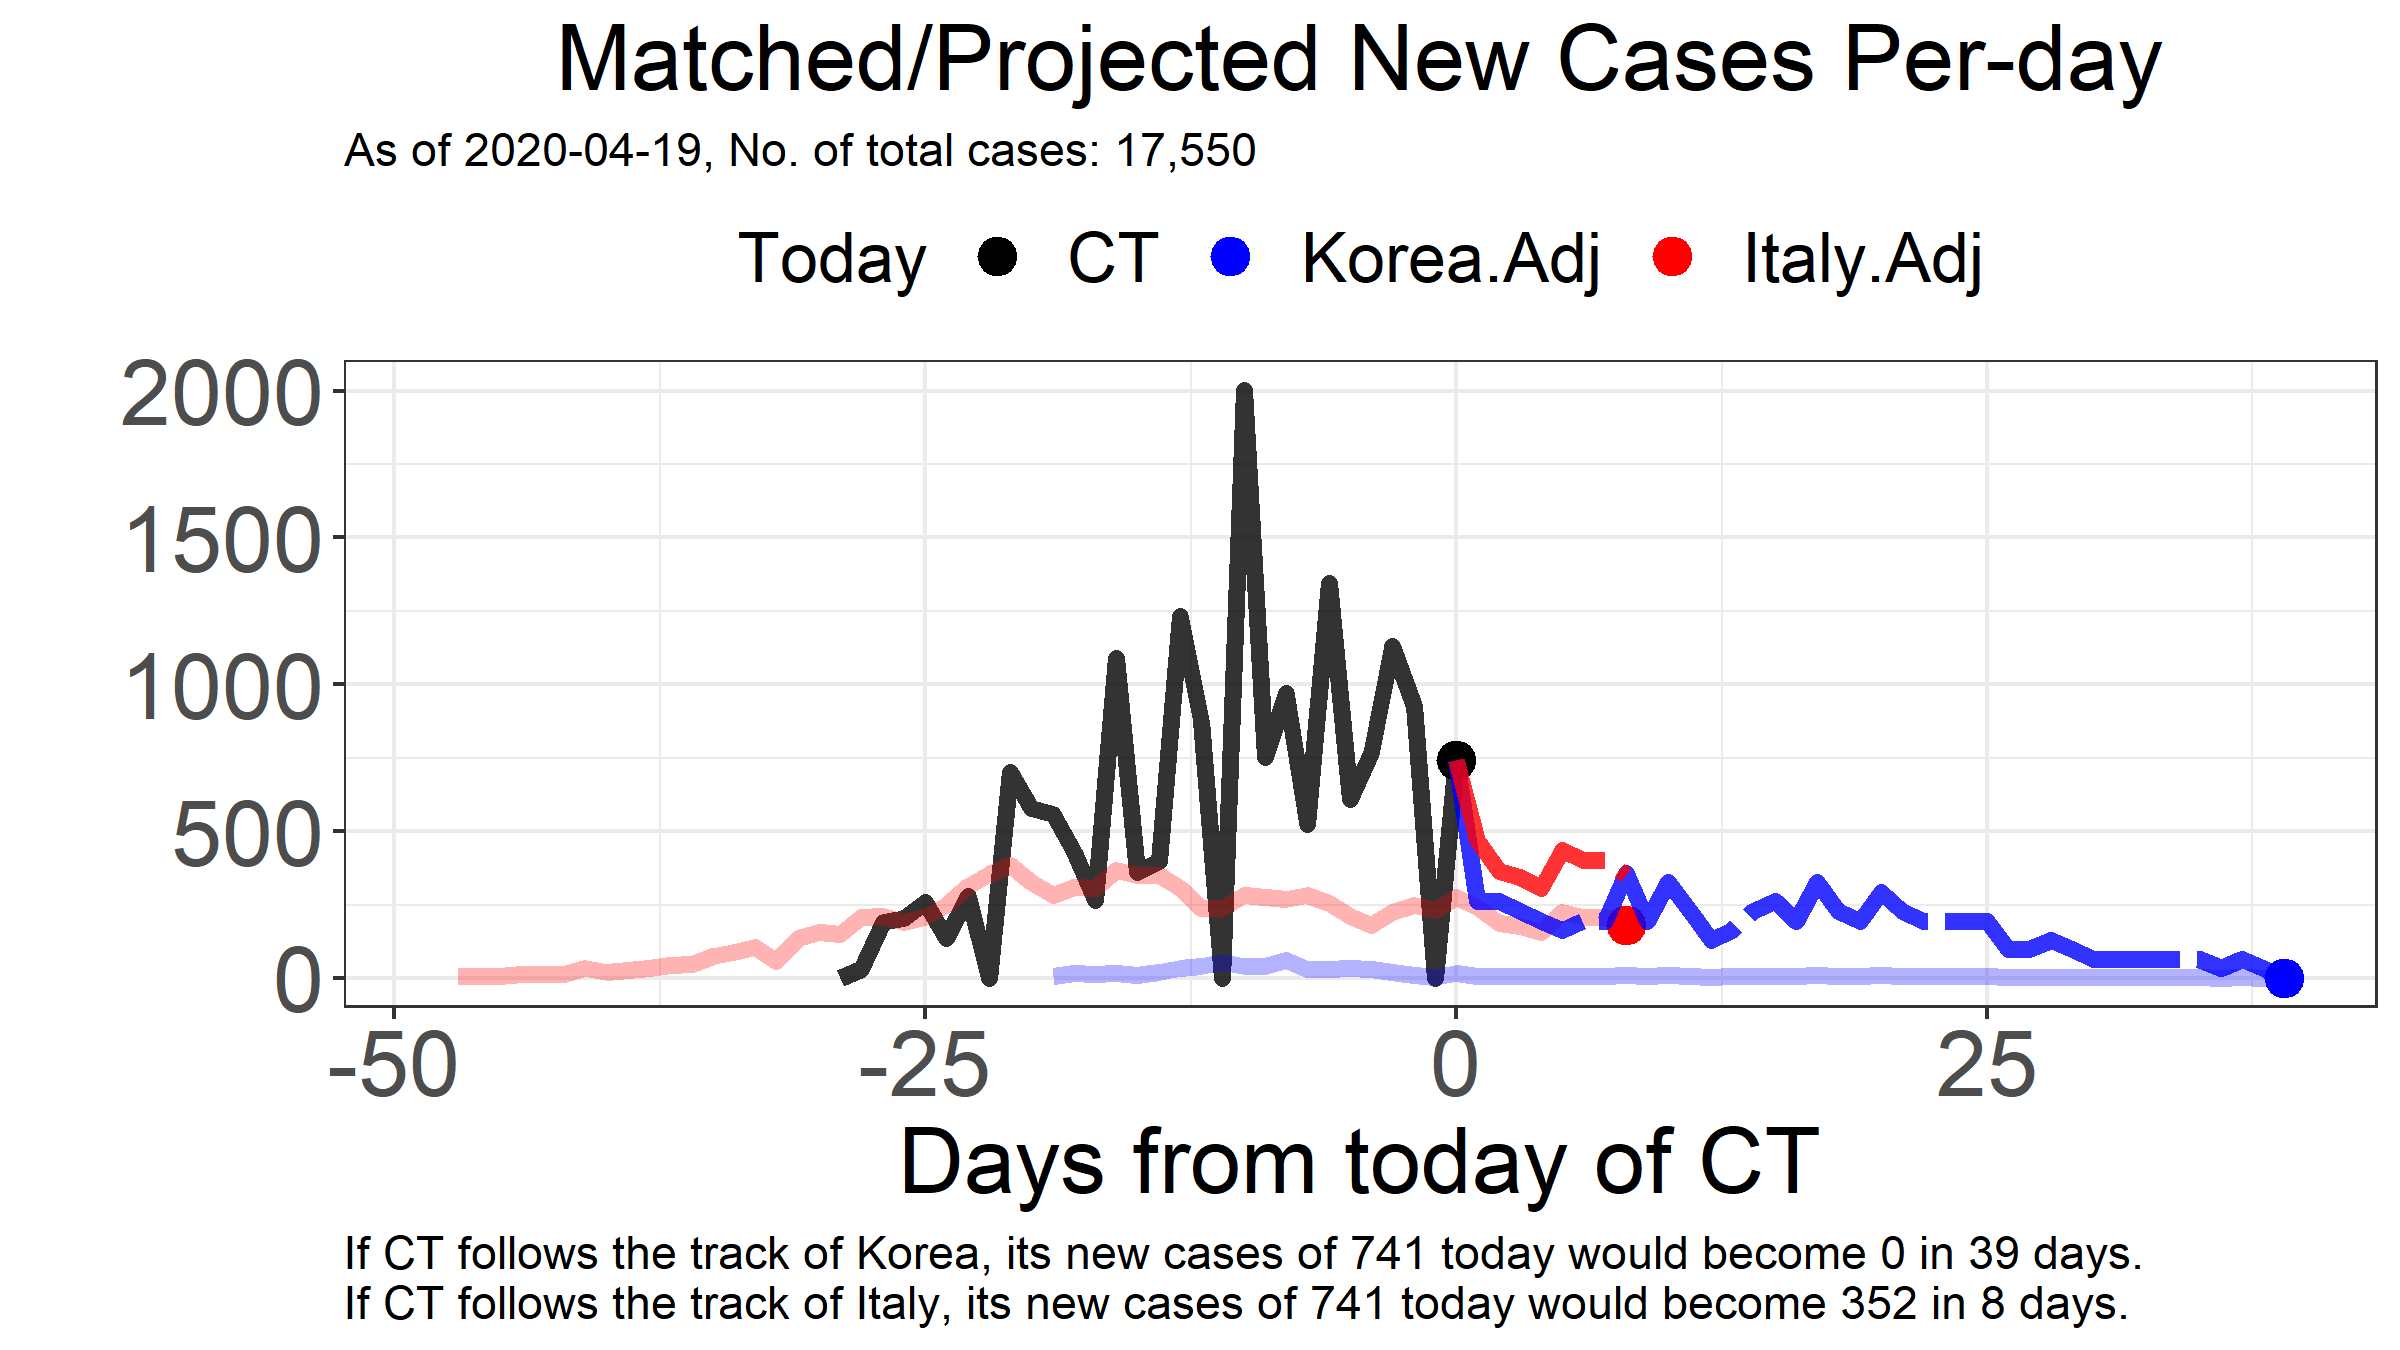 Matched/Projected New Cases Per-day
As of 2020-04-19, No. of total cases: 17,550
Today CT Korea.Adj Italy.Adj
2000
1500
1000
500
0
-50 -25 0 25
Days from today of CT
If CT follows the track of Korea, its new cases of 741 today would become 0 in 39 days.
If CT follows the track of Italy, its new cases of 741 today would become 352 in 8 days.